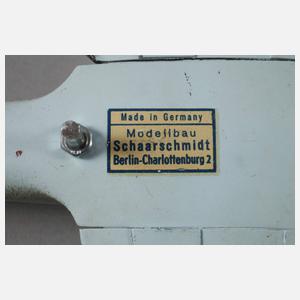 Made in Germany
Modellbau
Schaarschmidt
Berlin-Charlottenburg 2